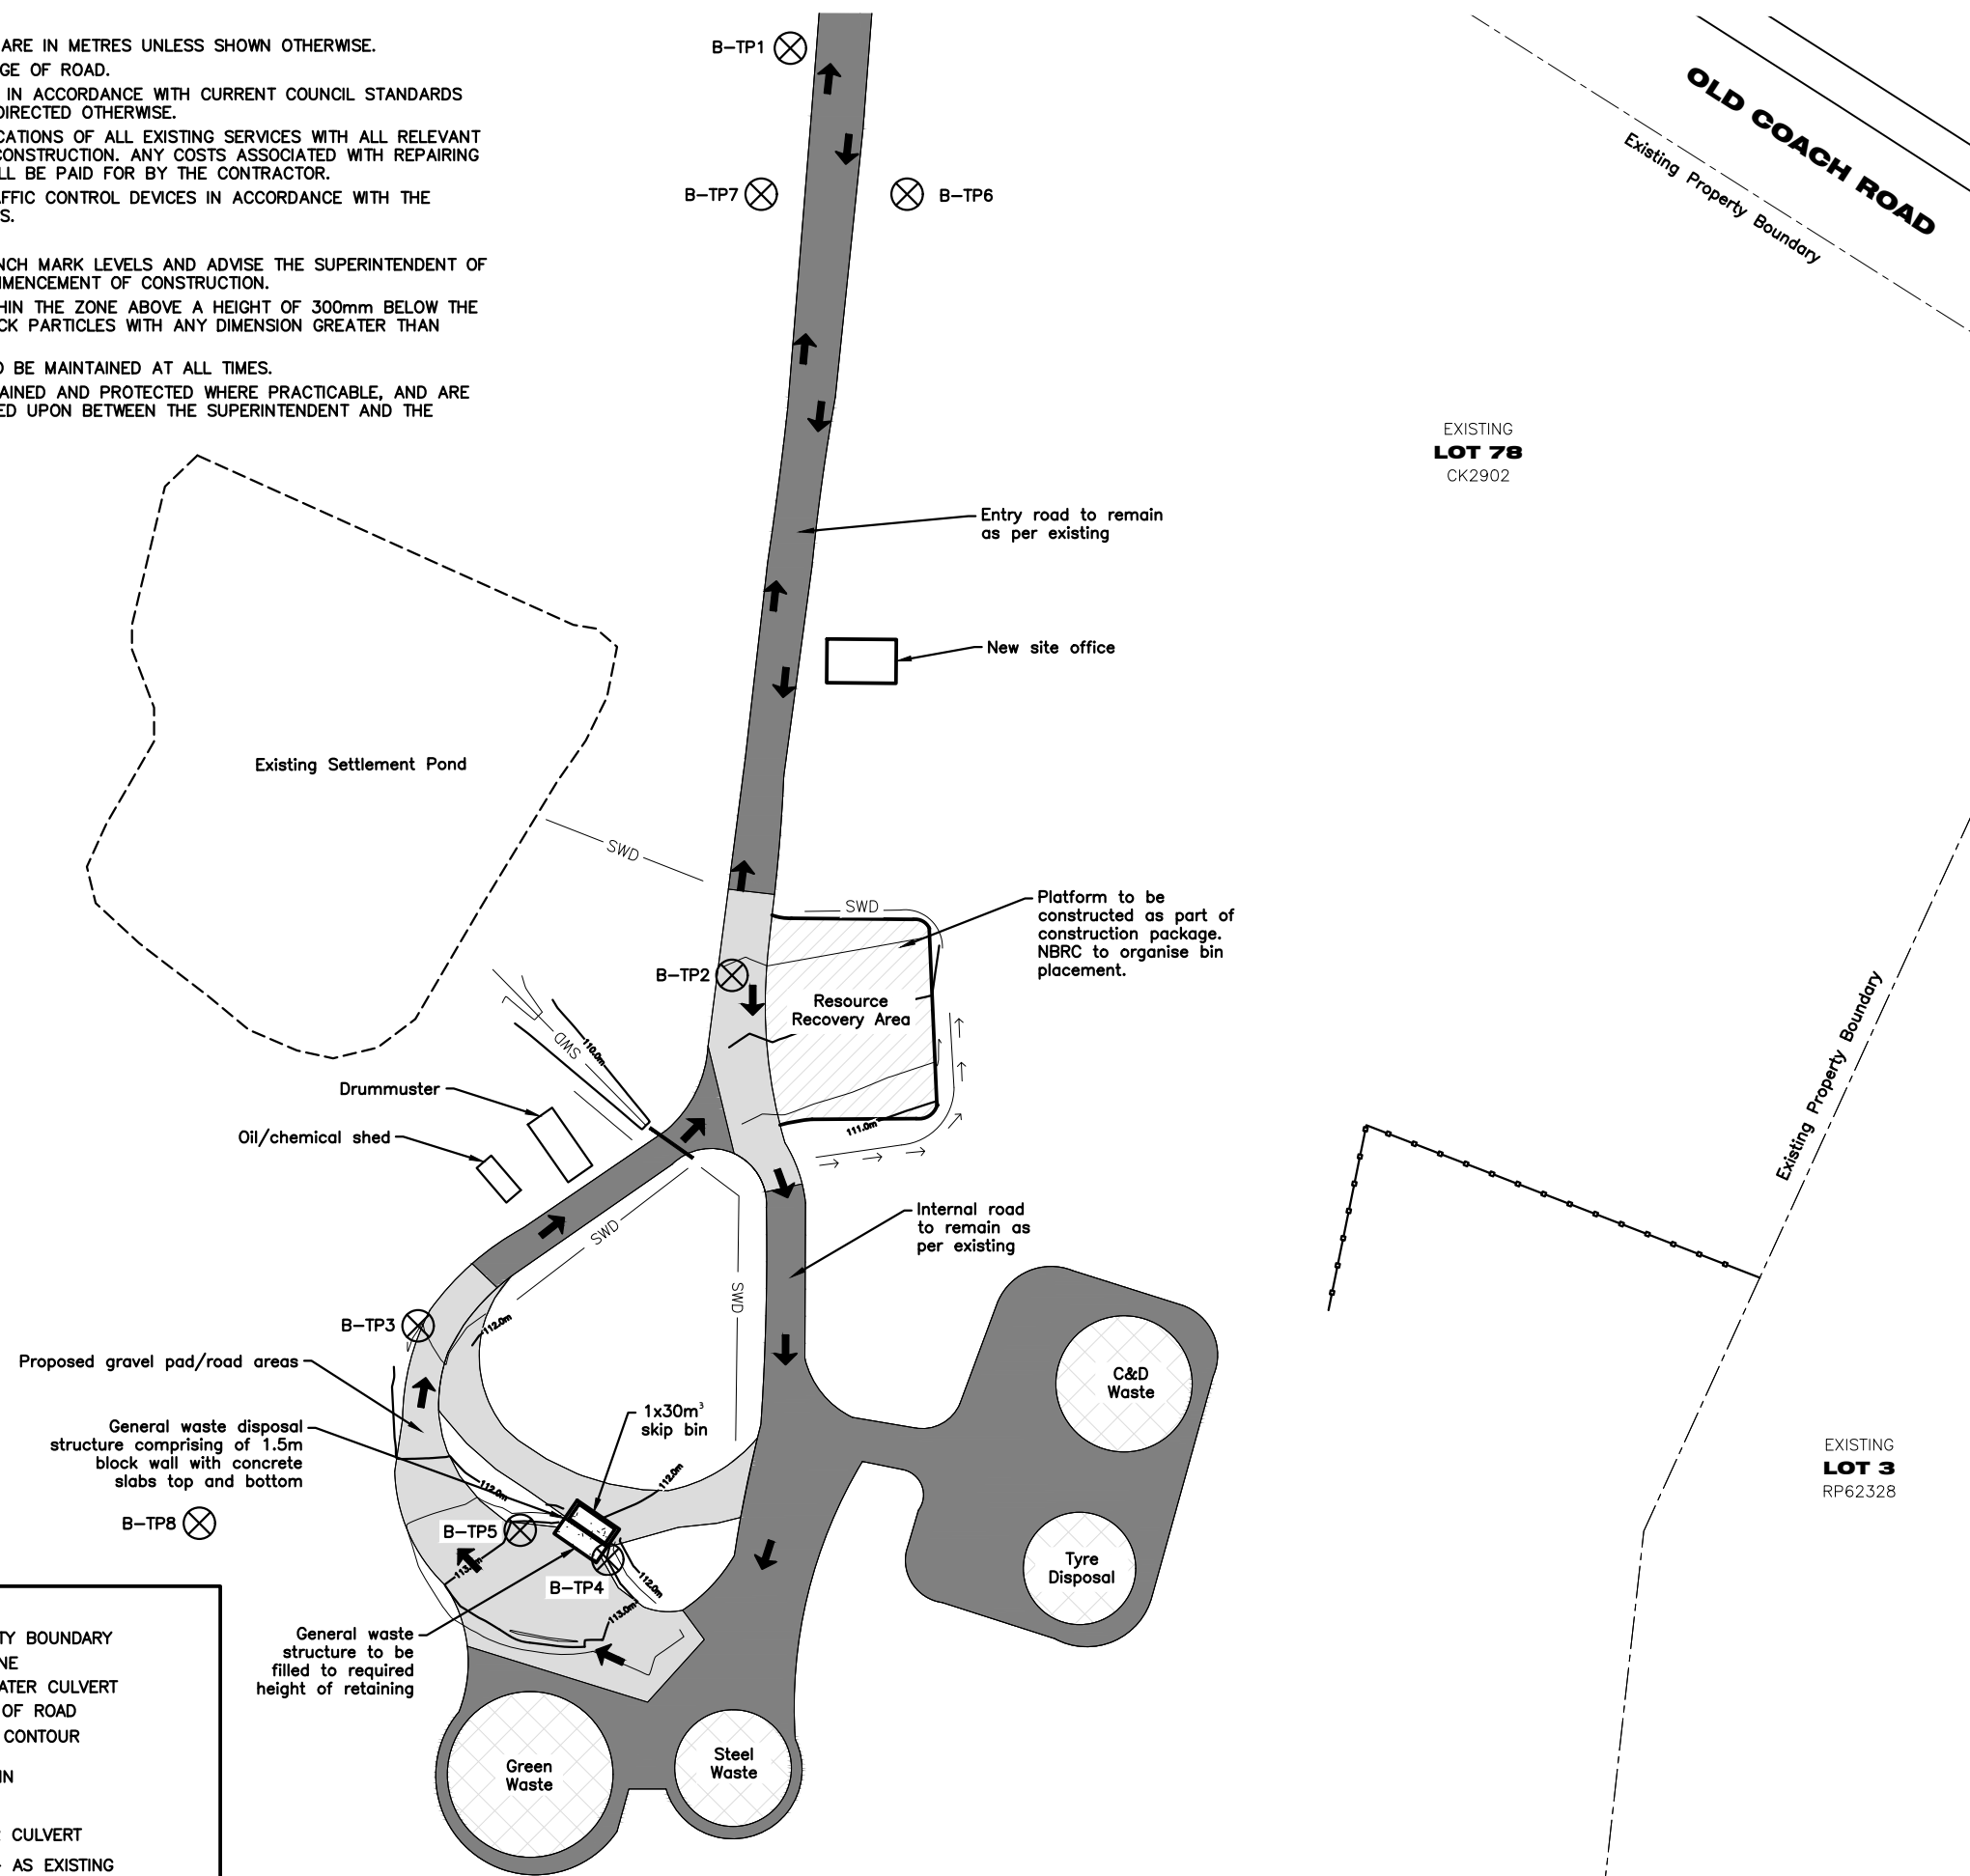 ARE IN METRES UNLESS SHOWN OTHERWISE.
GE OF ROAD.
IN ACCORDANCE WITH CURRENT COUNCIL STANDARDS
DIRECTED OTHERWISE.
CATIONS OF ALL EXISTING SERVICES WITH ALL RELEVANT
CONSTRUCTION. ANY COSTS ASSOCIATED WITH REPAIRING
LL BE PAID FOR BY THE CONTRACTOR.
AFFIC CONTROL DEVICES IN ACCORDANCE WITH THE
S.
NCH MARK LEVELS AND ADVISE THE SUPERINTENDENT OF
MMENCEMENT OF CONSTRUCTION.
HIN THE ZONE ABOVE A HEIGHT OF 300mm BELOW THE
CK PARTICLES WITH ANY DIMENSION GREATER THAN
O BE MAINTAINED AT ALL TIMES.
AINED AND PROTECTED WHERE PRACTICABLE, AND ARE
ED UPON BETWEEN THE SUPERINTENDENT AND THE
B-TP1
B-TP7
B-TP6
OLD COACH ROAD
Existing Property Boundary
EXISTING
LOT 78
CK2902
Entry road to remain
as per existing
New site office
Existing Settlement Pond
SWD
SWD
Platform to be
constructed as part of
construction package.
NBRC to organise bin
placement.
B-TP2
Resource
Recovery Area
SWD
110.0m
111.0m
Drummuster
Oil/chemical shed
Existing Property Boundary
Internal road
to remain as
per existing
SWD
SWD
B-TP3
112.0m
Proposed gravel pad/road areas
C&D
Waste
1x30m³
skip bin
General waste disposal
structure comprising of 1.5m
block wall with concrete
slabs top and bottom
112.0m
112.0m
EXISTING
LOT 3
RP62328
B-TP8
B-TP5
B-TP4
112.0m
113.0m
Tyre
Disposal
General waste
structure to be
filled to required
height of retaining
Green
Waste
Steel
Waste
TY BOUNDARY
NE
ATER CULVERT
OF ROAD
CONTOUR
IN
CULVERT
AS EXISTING